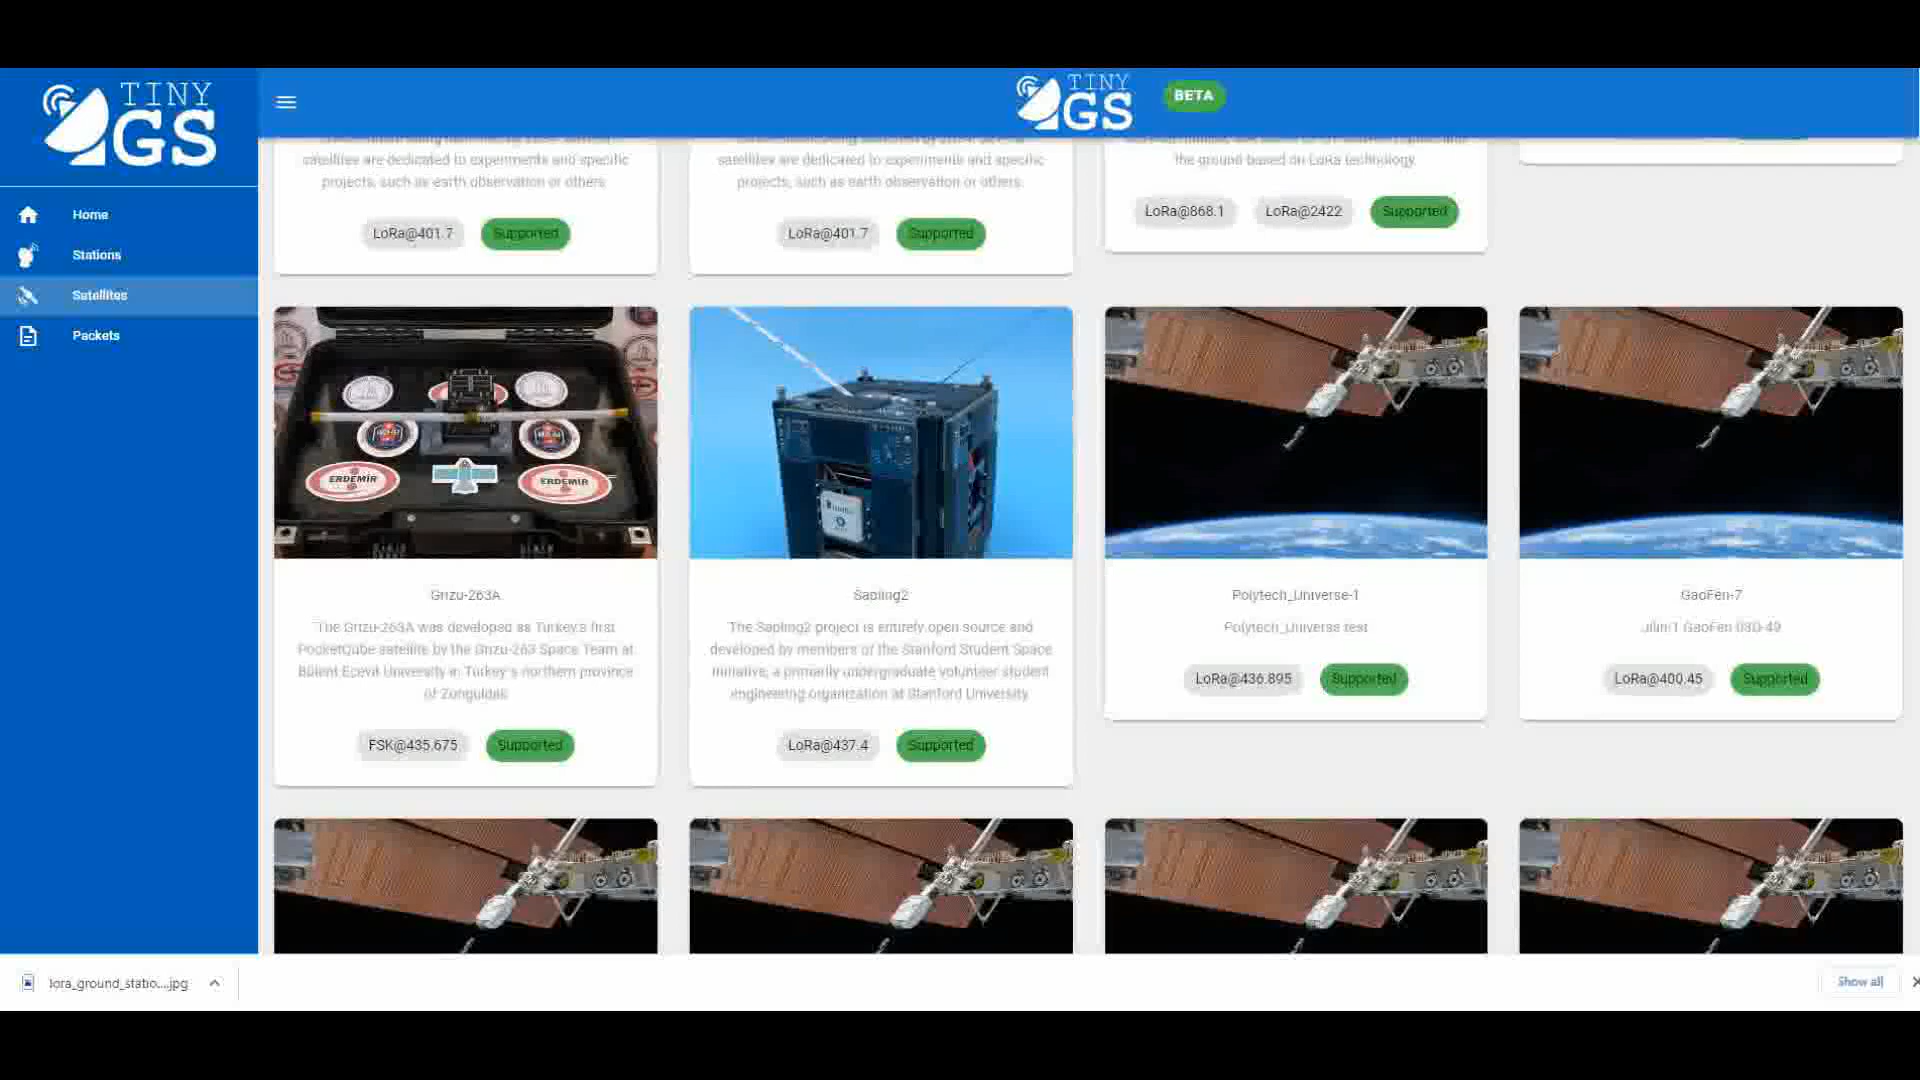 TINY
GS
TINY
GS
BETA
Home
Stations
Satellites
Packets
satellites are dedicated to experiments and specific
projects, such as earth observation or others.
LoRa@401.7
Supported
satellites are dedicated to experiments and specific
projects, such as earth observation or others.
LoRa@401.7
Supported
the ground based on LoRa technology.
LoRa@868.1
LoRa@2422
Supported
ERDEMİR
ERDEMİR
Grizu-263A
The Grizu-263A was developed as Turkey's first
PocketQube satellite by the Grizu-263 Space Team at
Bülent Ecevit University in Turkey's northern province
of Zonguldak
FSK@435.675
Supported
Sapling2
The Sapling2 project is entirely open source and
developed by members of the Stanford Student Space
Initiative, a primarily undergraduate volunteer student
engineering organization at Stanford University
LoRa@437.4
Supported
Polytech_Universe-1
Polytech_Universe test
LoRa@436.895
Supported
GaoFen-7
Jilin-1 GaoFen 03D-49
LoRa@400.45
Supported
lora_ground_statio....jpg
Show all